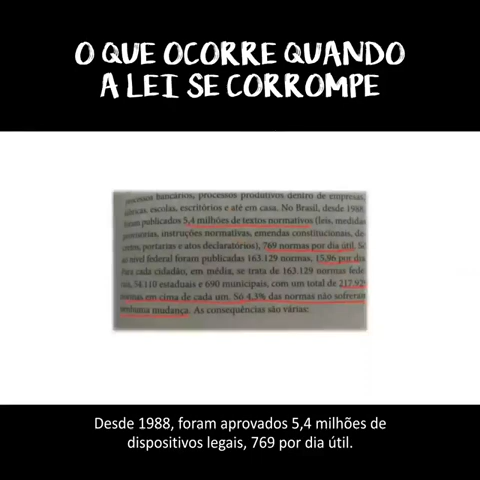 O QUE OCORRE QUANDO
A LEI SE CORROMPE
processos bancários, processos produtivos dentro de empresas,
escolas, escritórios e até em casa. No Brasil, desde 1988,
foram publicados 5,4 milhões de textos normativos (leis, medidas
instruções normativas, emendas constitucionais, de-
portarias e atos declaratórios), 769 normas por dia útil. Só
nível federal foram publicadas 163.129 normas, 15,96 por dia
Para cada cidadão, em média, se trata de 163.129 normas fede-
estaduais e 690 municipais, com um total de 217.92
normas em cima de cada um. Só 4,3% das normas não sofreram
nenhuma mudança. As consequências são várias:
Desde 1988, foram aprovados 5,4 milhões de
dispositivos legais, 769 por dia útil.